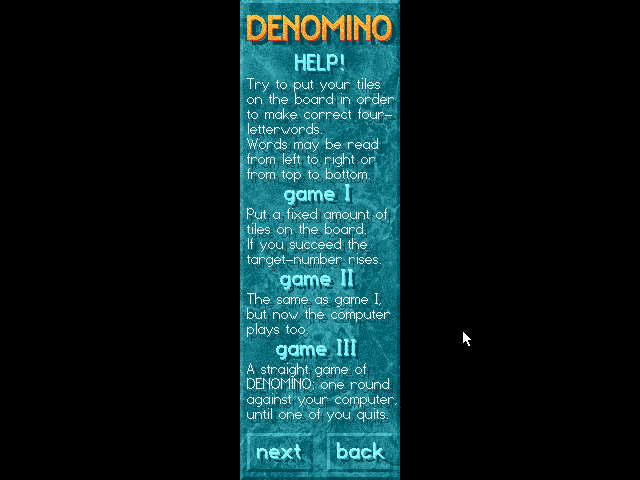 DENOMINO
HELP!
Try to put your tiles
on the board in order
to make correct four-
letterwords.
Words may be read
from left to right or
from top to bottom.
game I
Put a fixed amount of
tiles on the board.
If you succeed the
target-number rises.
game II
The same as game I,
but now the computer
plays too.
game III
A straight game of
DENOMINO; one round
against your computer,
until one of you quits.
next back